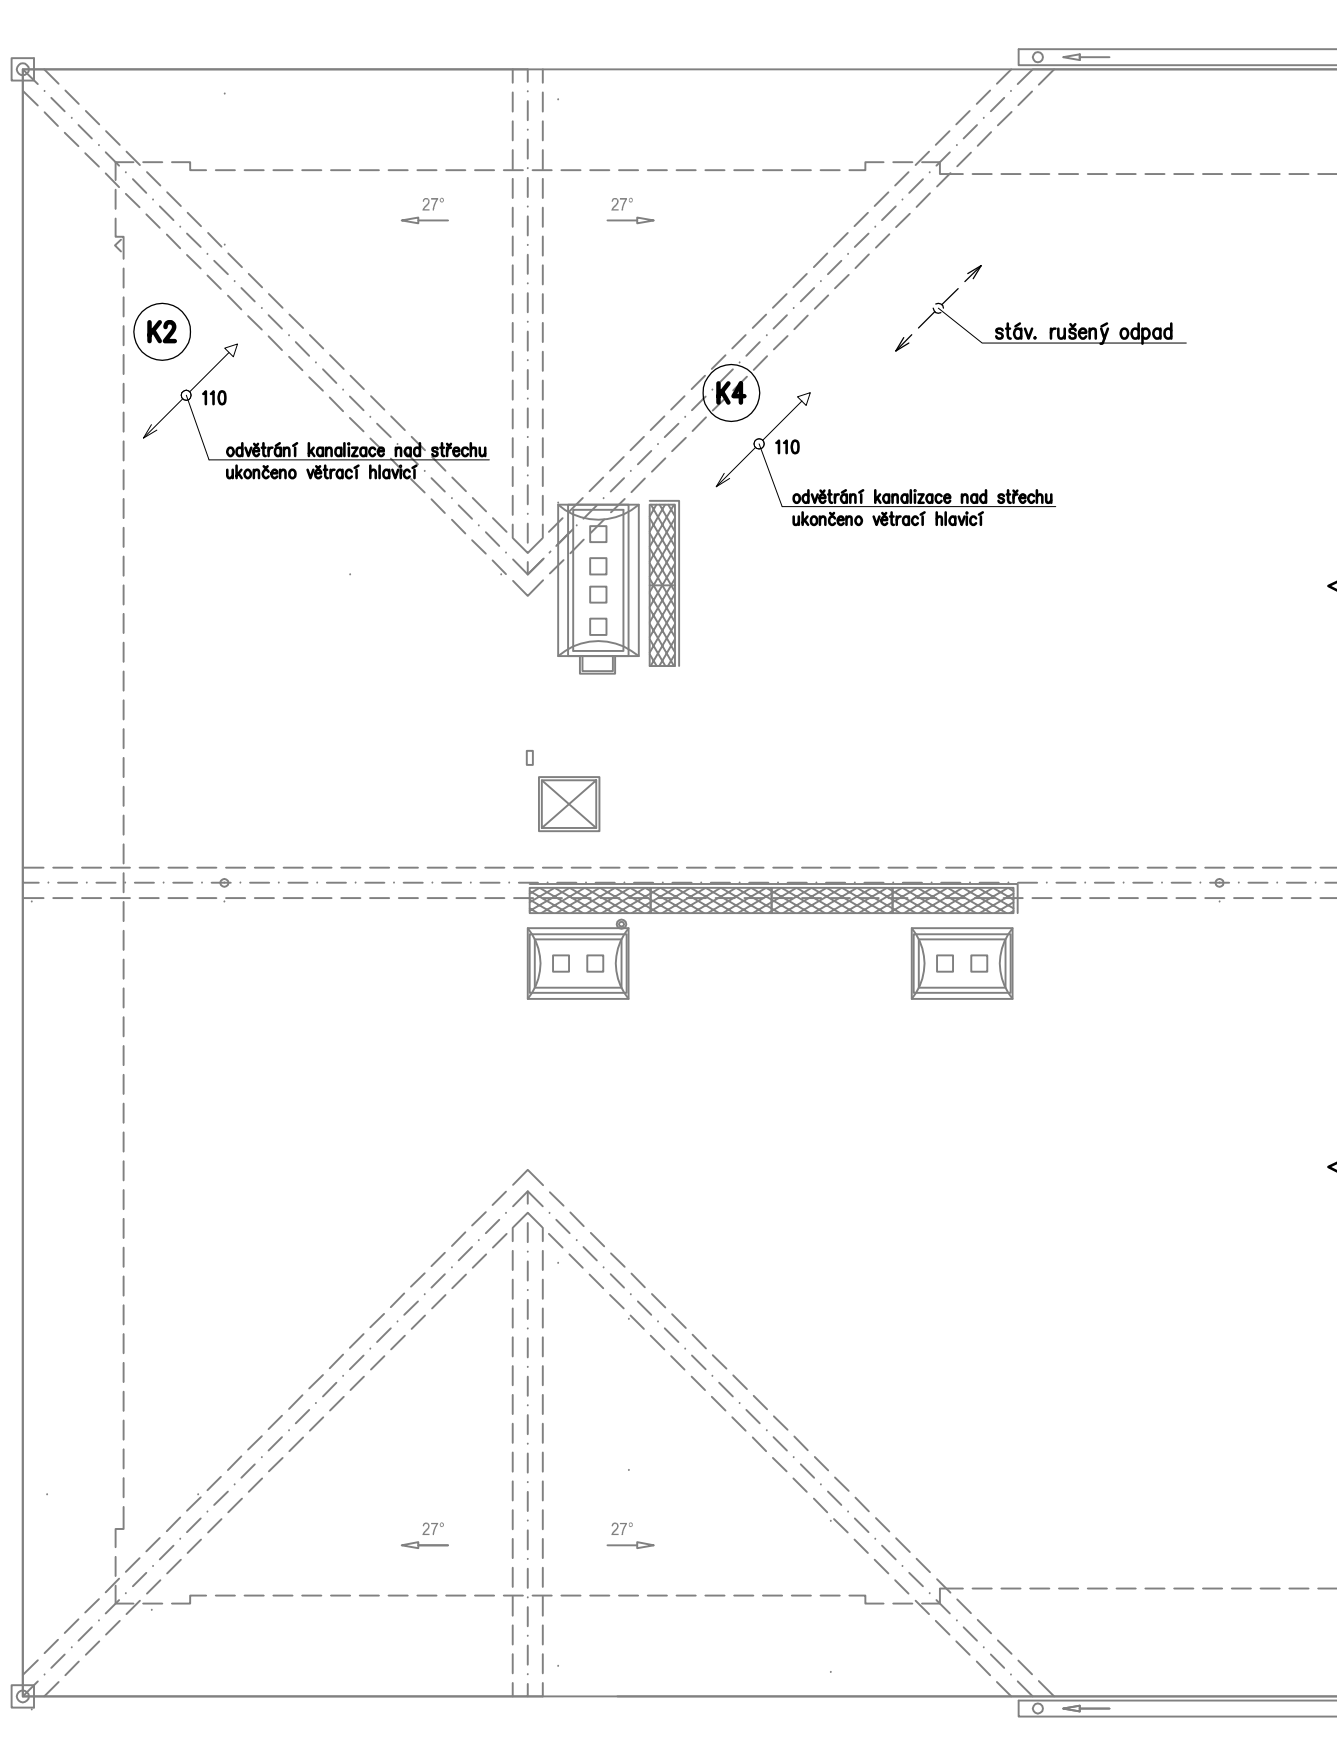 27°
27°
K2
stáv. rušený odpad
K4
110
odvětrání kanalizace nad střechu
ukončeno větrací hlavicí
110
odvětrání kanalizace nad střechu
ukončeno větrací hlavicí
27°
27°